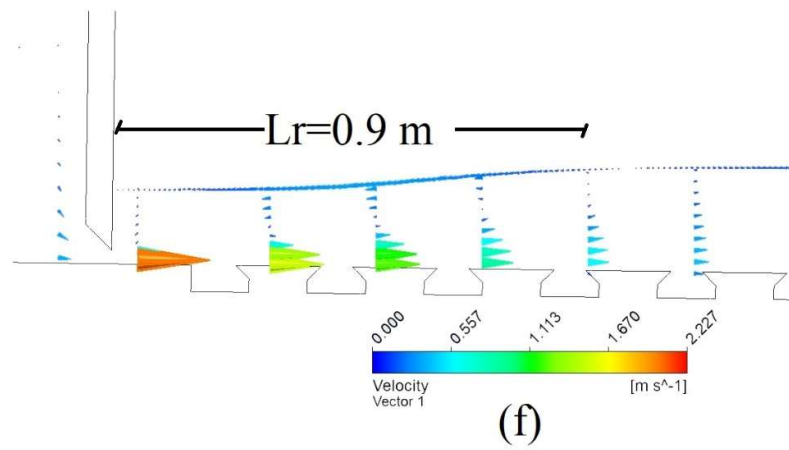 Lr=0.9 m
0.000
0.557
1.113
1.670
2.227
Velocity
Vector 1
[m s^-1]
(f)